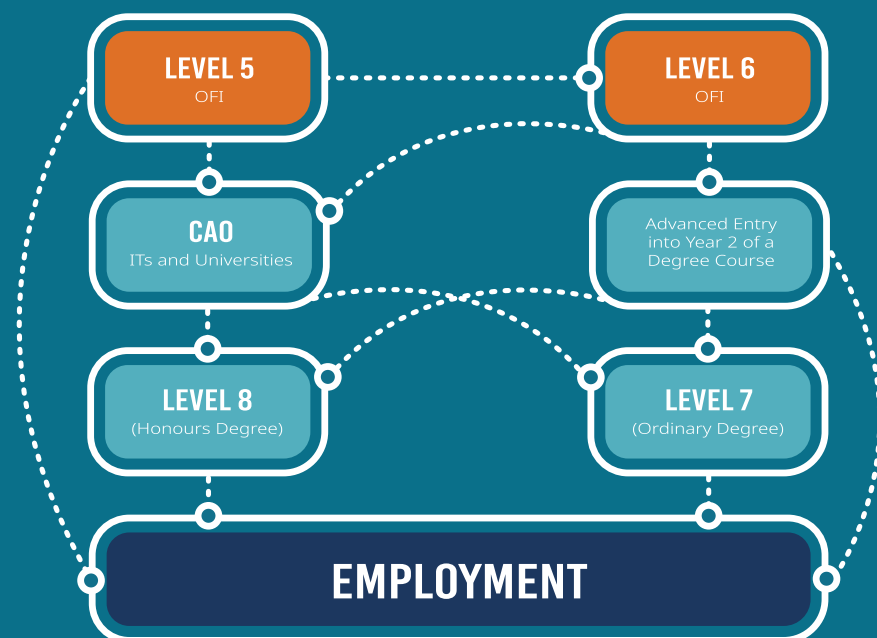 LEVEL 5
OFI
LEVEL 6
OFI
CAO
ITs and Universities
Advanced Entry
into Year 2 of a
Degree Course
LEVEL 8
(Honours Degree)
LEVEL 7
(Ordinary Degree)
EMPLOYMENT